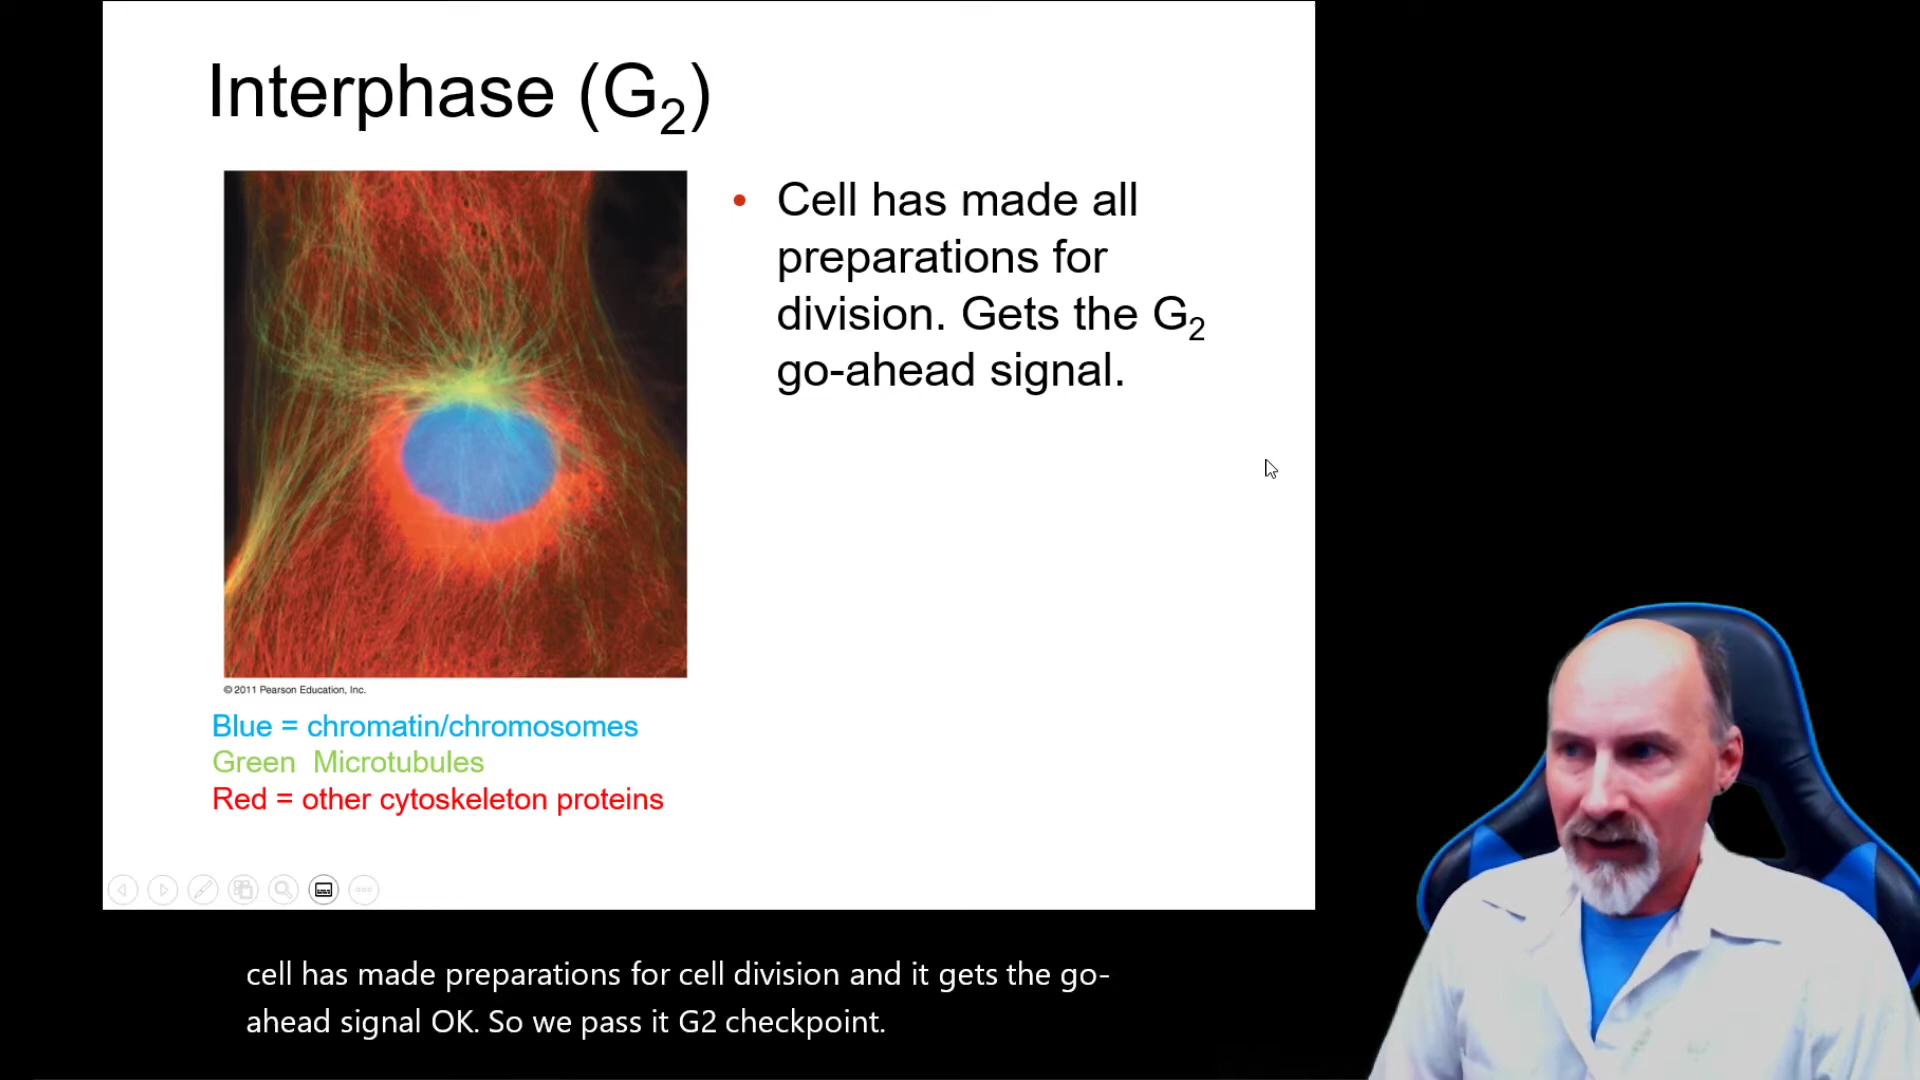 Interphase (G₂)
• Cell has made all
preparations for
division. Gets the G₂
go-ahead signal.
© 2011 Pearson Education, Inc.
Blue = chromatin/chromosomes
Green  Microtubules
Red = other cytoskeleton proteins
cell has made preparations for cell division and it gets the go-
ahead signal OK. So we pass it G2 checkpoint.